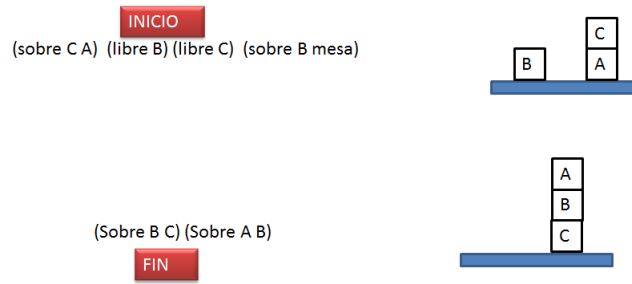 INICIO
(sobre C A) (libre B) (libre C) (sobre B mesa)
C
B A
A
B
(Sobre B C) (Sobre A B)
C
FIN